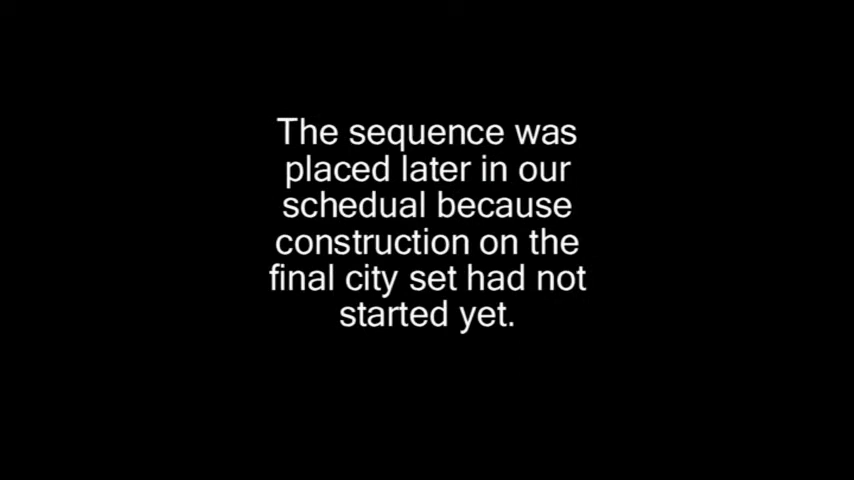 The sequence was
placed later in our
schedual because
construction on the
final city set had not
started yet.